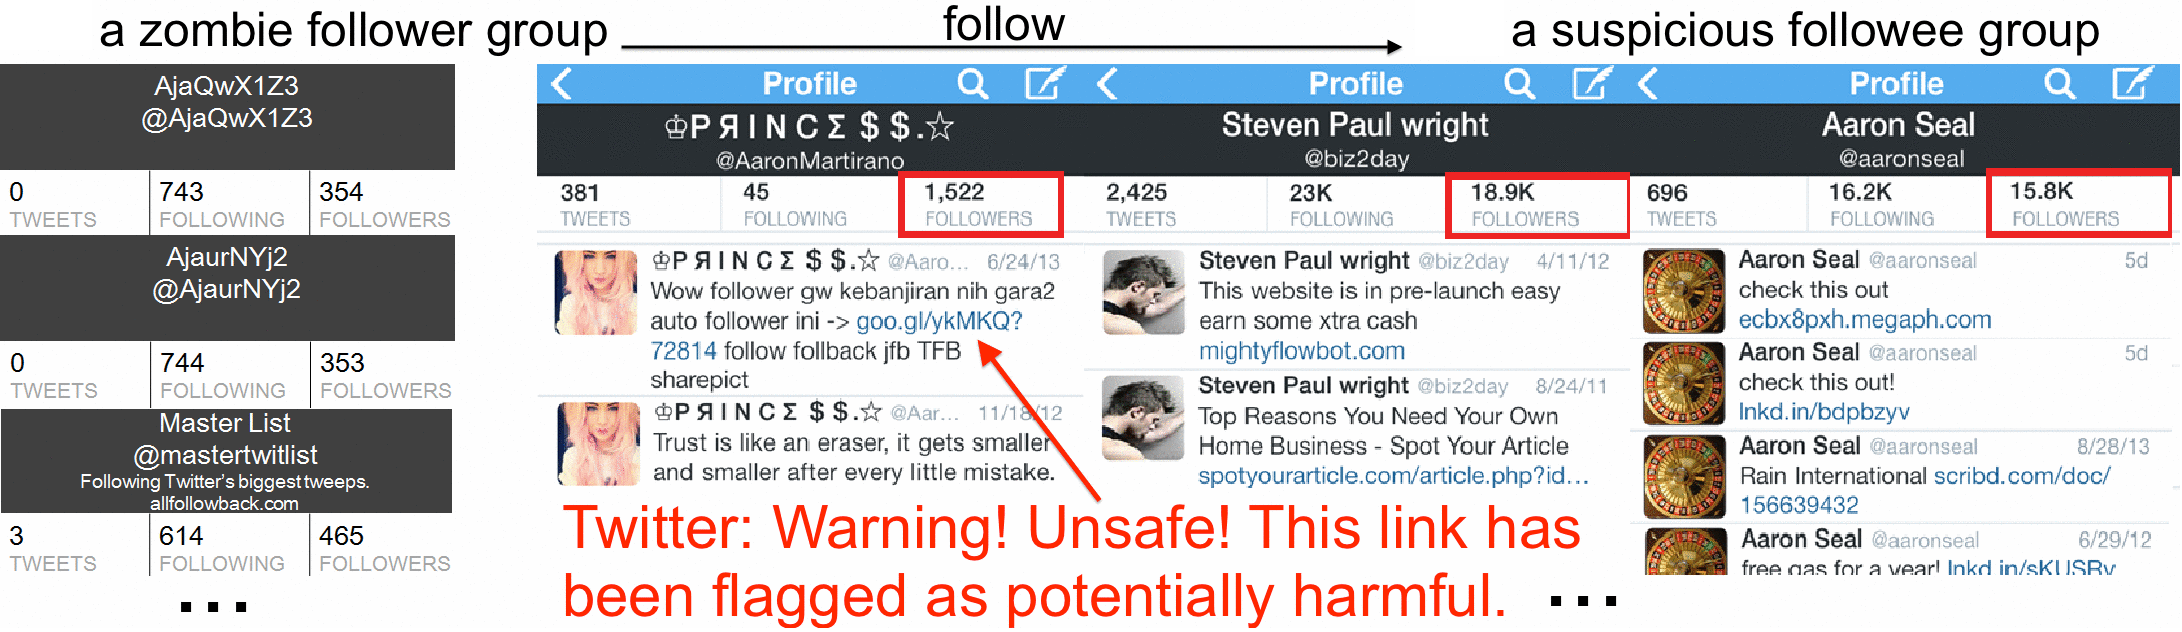 a zombie follower group
follow
a suspicious followee group
AjaQwX1Z3
@AjaQwX1Z3
0 743 354
TWEETS FOLLOWING FOLLOWERS
AjaurNYj2
@AjaurNYj2
0 744 353
TWEETS FOLLOWING FOLLOWERS
Master List
@mastertwitlist
Following Twitter's biggest tweeps.
allfollowback.com
3 614 465
TWEETS FOLLOWING FOLLOWERS
...
Profile
♔P Я I N C Σ $ $.☆
@AaronMartirano
381 45 1,522
TWEETS FOLLOWING FOLLOWERS
♔P Я I N C Σ $ $.☆ @Aaro... 6/24/13
Wow follower gw kebanjiran nih gara2
auto follower ini -> goo.gl/ykMKQ?
72814 follow follback jfb TFB
sharepict
♔P Я I N C Σ $ $.☆ @Aar... 11/18/12
Trust is like an eraser, it gets smaller
and smaller after every little mistake.
Profile
Steven Paul wright
@biz2day
2,425 23K 18.9K
TWEETS FOLLOWING FOLLOWERS
Steven Paul wright @biz2day 4/11/12
This website is in pre-launch easy
earn some xtra cash
mightyflowbot.com
Steven Paul wright @biz2day 8/24/11
Top Reasons You Need Your Own
Home Business - Spot Your Article
spotyourarticle.com/article.php?id...
Profile
Aaron Seal
@aaronseal
696 16.2K 15.8K
TWEETS FOLLOWING FOLLOWERS
Aaron Seal @aaronseal 5d
check this out
ecbx8pxh.megaph.com
Aaron Seal @aaronseal 5d
check this out!
lnkd.in/bdpbzyv
Aaron Seal @aaronseal 8/28/13
Rain International scribd.com/doc/
156639432
Aaron Seal @aaronseal 6/29/12
free gas for a year! lnkd.in/sKUSRv
Twitter: Warning! Unsafe! This link has
been flagged as potentially harmful.
...